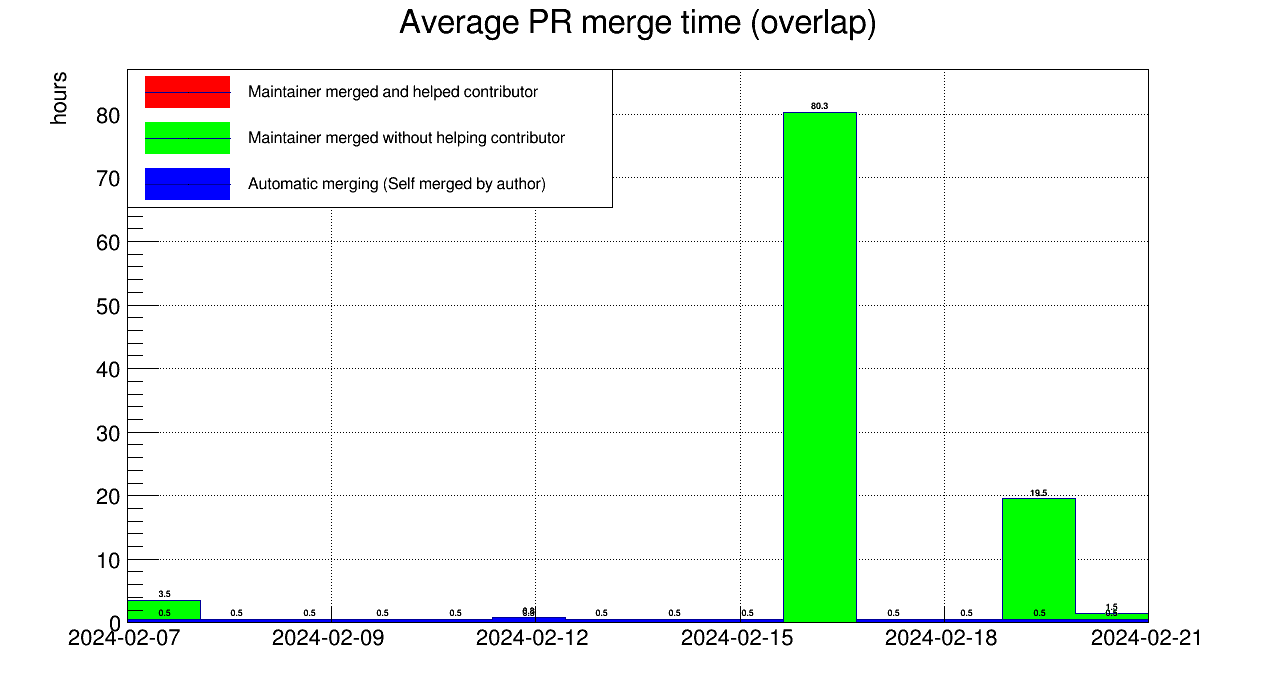 Average PR merge time (overlap)
hours
Maintainer merged and helped contributor
Maintainer merged without helping contributor
Automatic merging (Self merged by author)
80
70
60
50
40
30
20
10
0
80.3
19.5
3.5
1.5
0.5 0.5 0.5 0.5 0.5 0.5 0.5 0.5 0.5 0.5 0.5
2024-02-07 2024-02-09 2024-02-12 2024-02-15 2024-02-18 2024-02-21